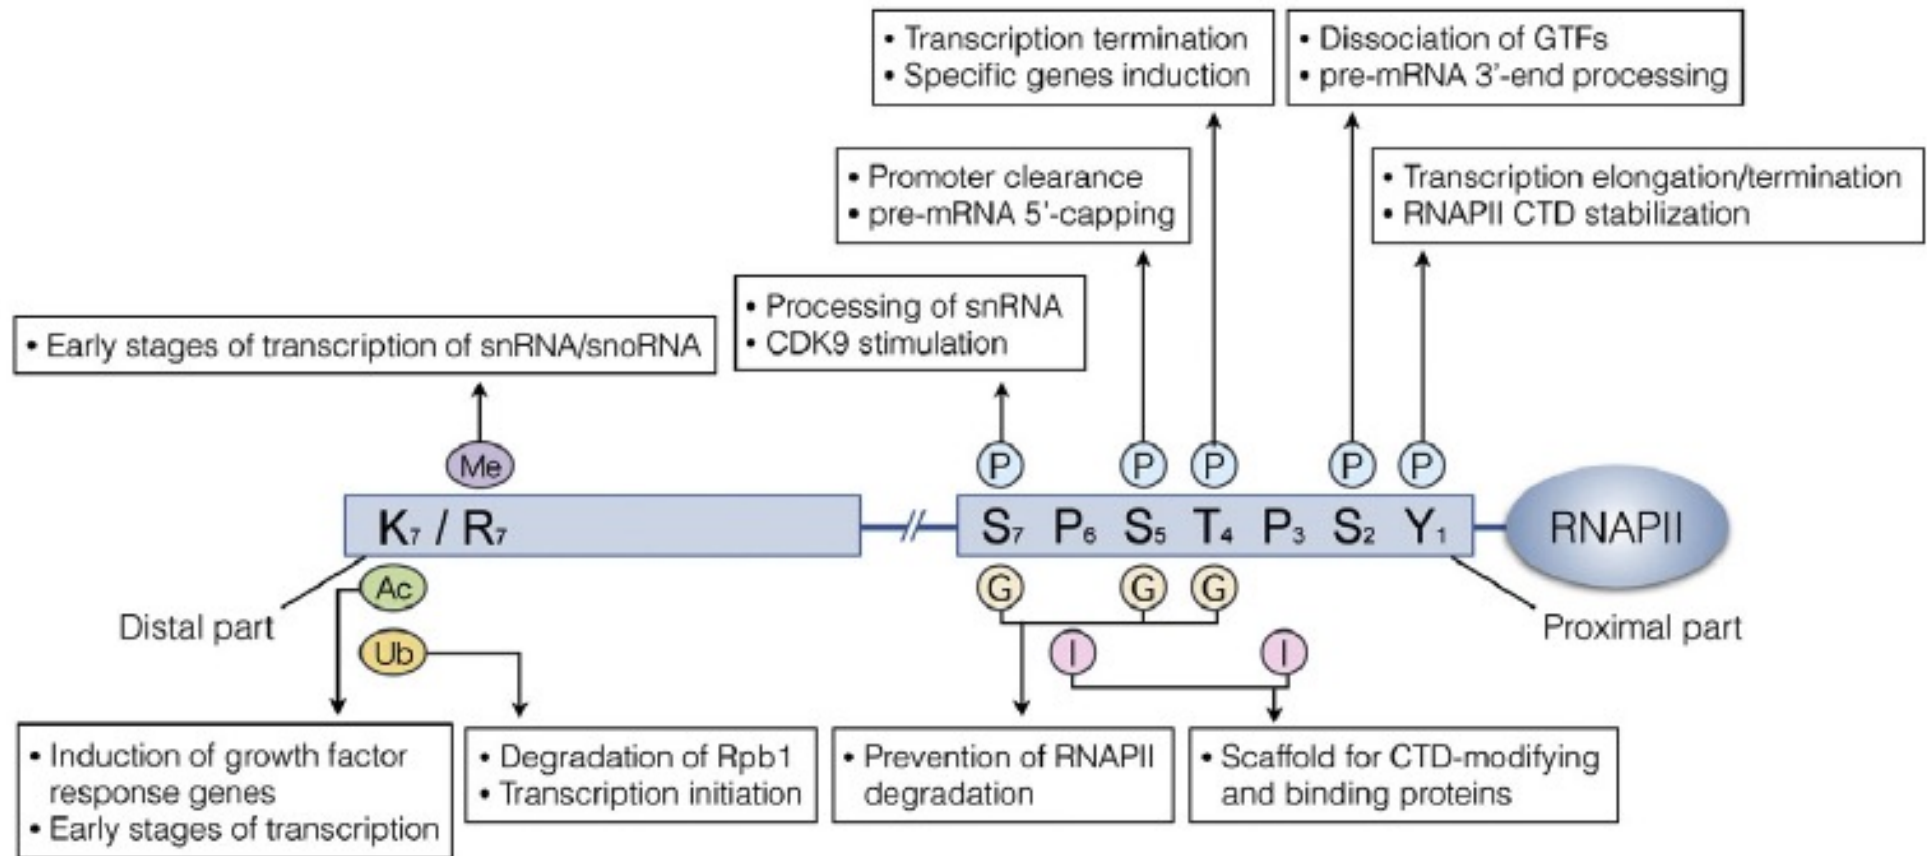 • Transcription termination
• Specific genes induction
• Dissociation of GTFs
• pre-mRNA 3'-end processing
• Promoter clearance
• pre-mRNA 5'-capping
• Transcription elongation/termination
• RNAPII CTD stabilization
• Processing of snRNA
• CDK9 stimulation
• Early stages of transcription of snRNA/snoRNA
Me
P
P
P
P
P
K₇ / R₇
S₇ P₆ S₅ T₄ P₃ S₂ Y₁
RNAPII
Ac
G
G
G
Distal part
Proximal part
Ub
I
I
• Induction of growth factor
response genes
• Early stages of transcription
• Degradation of Rpb1
• Transcription initiation
• Prevention of RNAPII
degradation
• Scaffold for CTD-modifying
and binding proteins